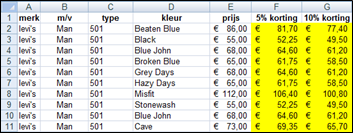 A B C D E F G
1 merk m/v type kleur prijs 5% korting 10% korting
2 levi's Man 501 Beaten Blue € 86,00 € 81,70 € 77,40
3 levi's Man 501 Black € 55,00 € 52,25 € 49,50
4 levi's Man 501 Blue John € 68,00 € 64,60 € 61,20
5 levi's Man 501 Broken Blue € 65,00 € 61,75 € 58,50
6 levi's Man 501 Grey Days € 68,00 € 64,60 € 61,20
7 levi's Man 501 Hazy Days € 65,00 € 61,75 € 58,50
8 levi's Man 501 Misfit € 112,00 € 106,40 € 100,80
9 levi's Man 501 Stonewash € 55,00 € 52,25 € 49,50
10 levi's Man 501 Blue John € 68,00 € 64,60 € 61,20
11 levi's Man 501 Cave € 73,00 € 69,35 € 65,70